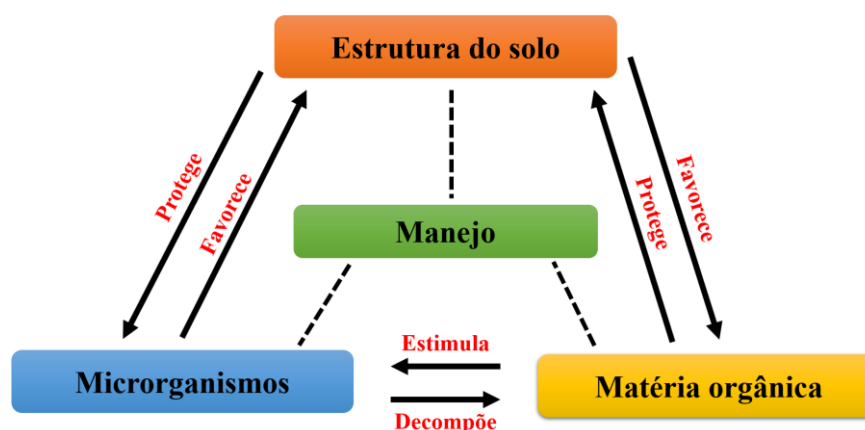 Estrutura do solo
Protege
Favorece
Protege
Favorece
Manejo
Estimula
Microrganismos
Matéria orgânica
Decompõe